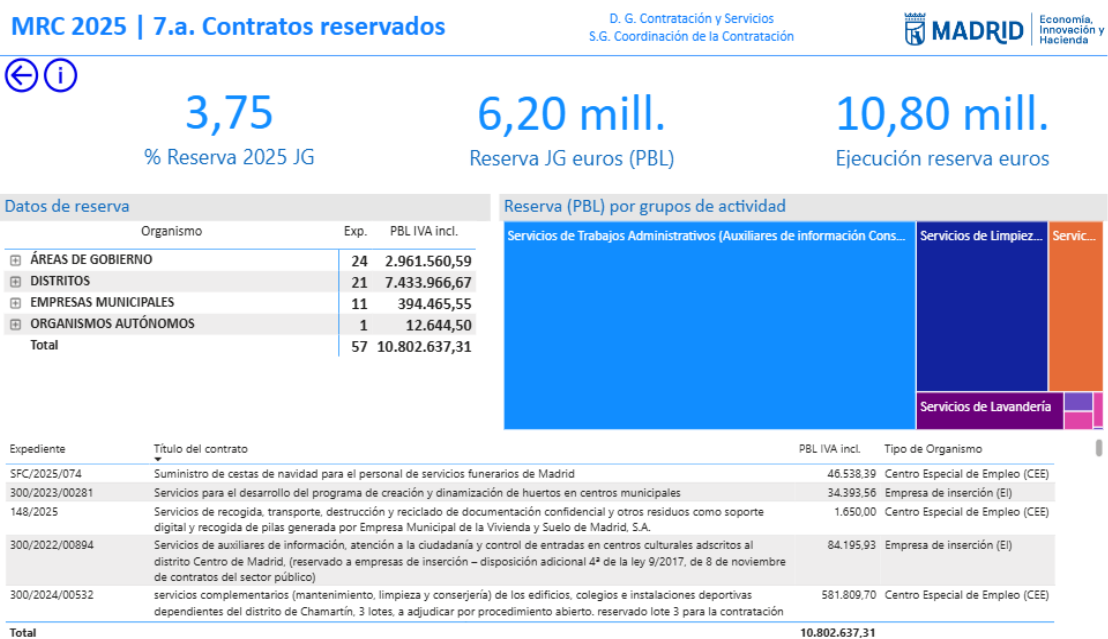 MRC 2025 | 7.a. Contratos reservados
D. G. Contratación y Servicios
S.G. Coordinación de la Contratación
MADRID
Economía,
Innovación y
Hacienda
3,75
% Reserva 2025 JG
6,20 mill.
Reserva JG euros (PBL)
10,80 mill.
Ejecución reserva euros
Datos de reserva
Organismo Exp. PBL IVA incl.
ÁREAS DE GOBIERNO 24 2.961.560,59
DISTRITOS 21 7.433.966,67
EMPRESAS MUNICIPALES 11 394.465,55
ORGANISMOS AUTÓNOMOS 1 12.644,50
Total 57 10.802.637,31
Reserva (PBL) por grupos de actividad
Servicios de Trabajos Administrativos (Auxiliares de información Cons...
Servicios de Limpiez...
Servic...
Servicios de Lavandería
Expediente Título del contrato PBL IVA incl. Tipo de Organismo
SFC/2025/074 Suministro de cestas de navidad para el personal de servicios funerarios de Madrid 46.538,39 Centro Especial de Empleo (CEE)
300/2023/00281 Servicios para el desarrollo del programa de creación y dinamización de huertos en centros municipales 34.393,56 Empresa de inserción (EI)
148/2025 Servicios de recogida, transporte, destrucción y reciclado de documentación confidencial y otros residuos como soporte 1.650,00 Centro Especial de Empleo (CEE)
digital y recogida de pilas generada por Empresa Municipal de la Vivienda y Suelo de Madrid, S.A.
300/2022/00894 Servicios de auxiliares de información, atención a la ciudadanía y control de entradas en centros culturales adscritos al 84.195,93 Empresa de inserción (EI)
distrito Centro de Madrid, (reservado a empresas de inserción – disposición adicional 4ª de la ley 9/2017, de 8 de noviembre
de contratos del sector público)
300/2024/00532 servicios complementarios (mantenimiento, limpieza y conserjería) de los edificios, colegios e instalaciones deportivas 581.809,70 Centro Especial de Empleo (CEE)
dependientes del distrito de Chamartín, 3 lotes, a adjudicar por procedimiento abierto. reservado lote 3 para la contratación
Total 10.802.637,31